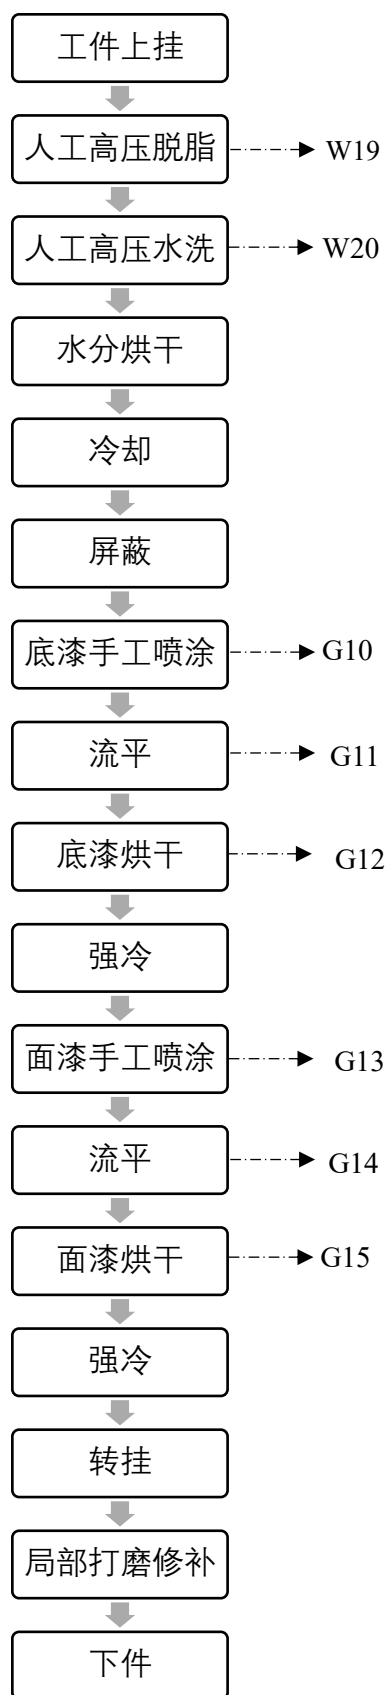 工件上挂
人工高压脱脂 W19
人工高压水洗 W20
水分烘干
冷却
屏蔽
底漆手工喷涂 G10
流平 G11
底漆烘干 G12
强冷
面漆手工喷涂 G13
流平 G14
面漆烘干 G15
强冷
转挂
局部打磨修补
下件